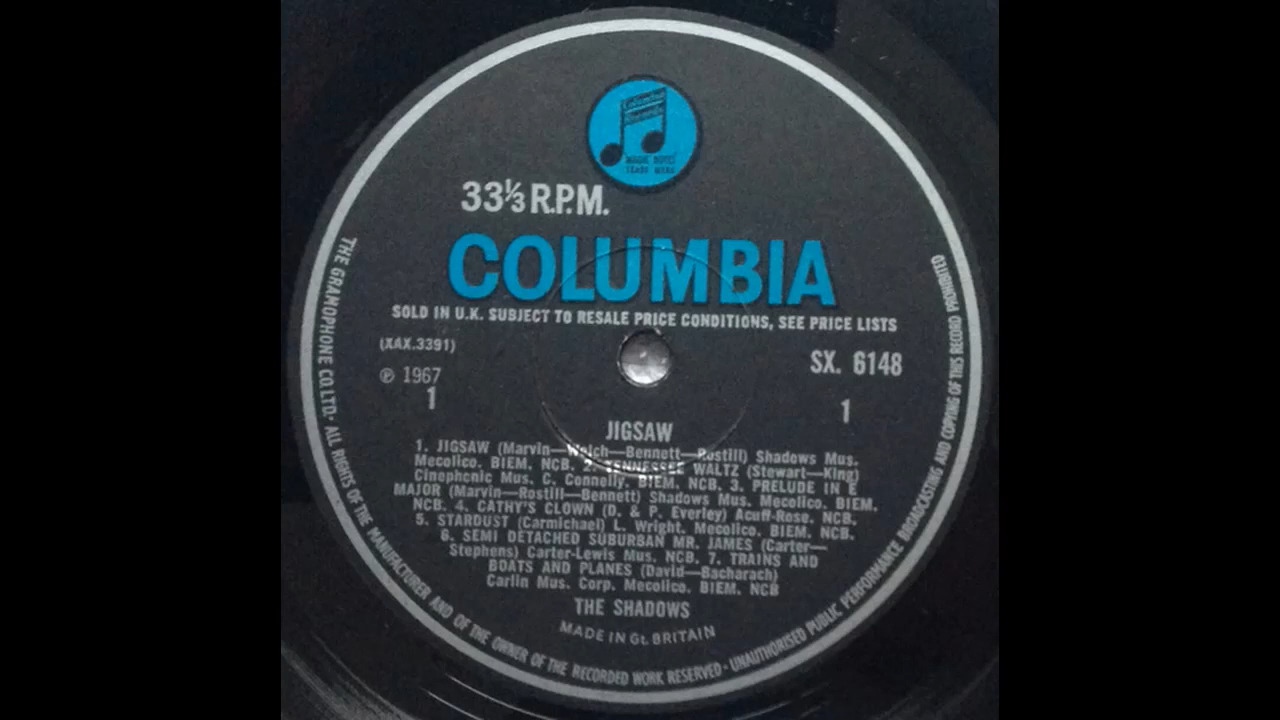 Columbia
Records
MAGIC NOTES
TRADE MARK
33⅓ R.P.M.
COLUMBIA
SOLD IN U.K. SUBJECT TO RESALE PRICE CONDITIONS, SEE PRICE LISTS
(XAX.3391)
SX. 6148
℗ 1967
1
1
JIGSAW
1. JIGSAW (Marvin—Welch—Bennett—Rostill) Shadows Mus.
Mecolico. BIEM. NCB. 2. TENNESSEE WALTZ (Stewart—King)
Cinephonic Mus. C. Connelly. BIEM. NCB. 3. PRELUDE IN E
MAJOR (Marvin—Rostill—Bennett) Shadows Mus. Mecolico. BIEM.
NCB. 4. CATHY'S CLOWN (D. & P. Everley) Acuff-Rose. NCB.
5. STARDUST (Carmichael) L. Wright. Mecolico. BIEM. NCB.
6. SEMI DETACHED SUBURBAN MR. JAMES (Carter—
Stephens) Carter-Lewis Mus. NCB. 7. TRAINS AND
BOATS AND PLANES (David—Bacharach)
Carlin Mus. Corp. Mecolico. BIEM. NCB
THE SHADOWS
MADE IN Gt. BRITAIN
THE GRAMOPHONE CO. LTD. · ALL RIGHTS OF THE MANUFACTURER AND OF THE OWNER OF THE RECORDED WORK RESERVED · UNAUTHORISED PUBLIC PERFORMANCE BROADCASTING AND COPYING OF THIS RECORD PROHIBITED